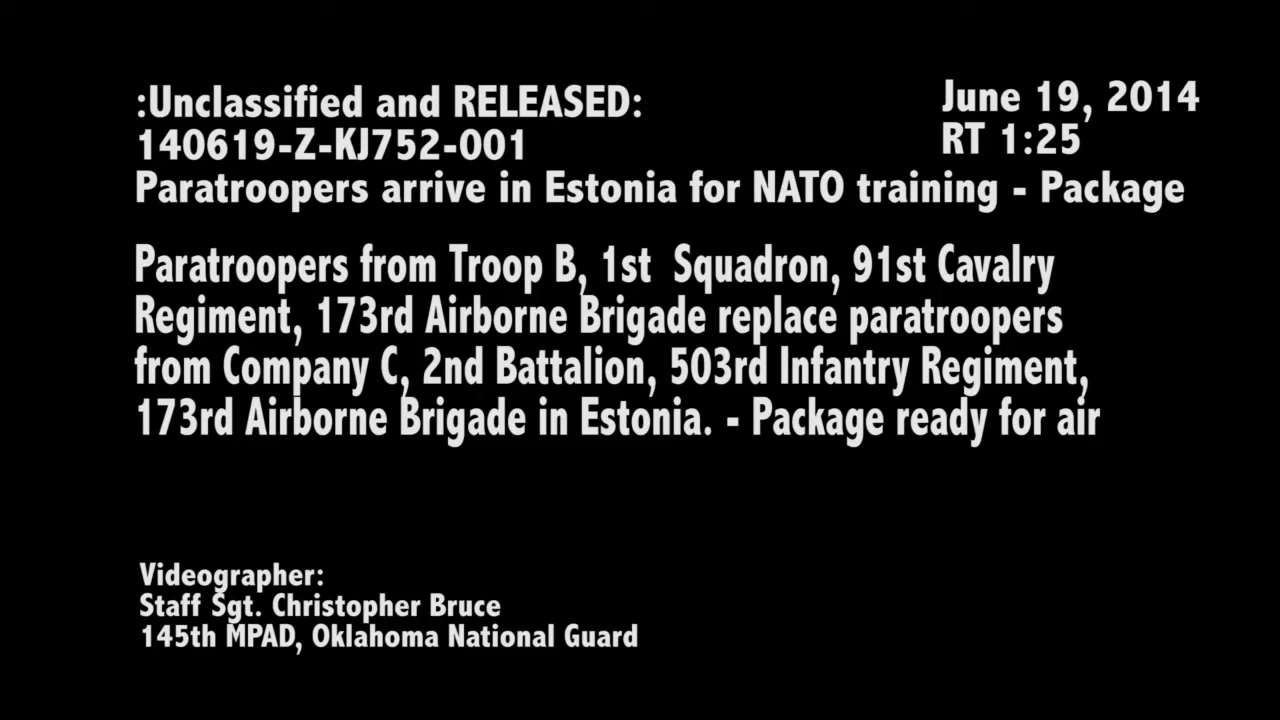 :Unclassified and RELEASED:
June 19, 2014
140619-Z-KJ752-001
RT 1:25
Paratroopers arrive in Estonia for NATO training - Package
Paratroopers from Troop B, 1st  Squadron, 91st Cavalry
Regiment, 173rd Airborne Brigade replace paratroopers
from Company C, 2nd Battalion, 503rd Infantry Regiment,
173rd Airborne Brigade in Estonia. - Package ready for air
Videographer:
Staff Sgt. Christopher Bruce
145th MPAD, Oklahoma National Guard